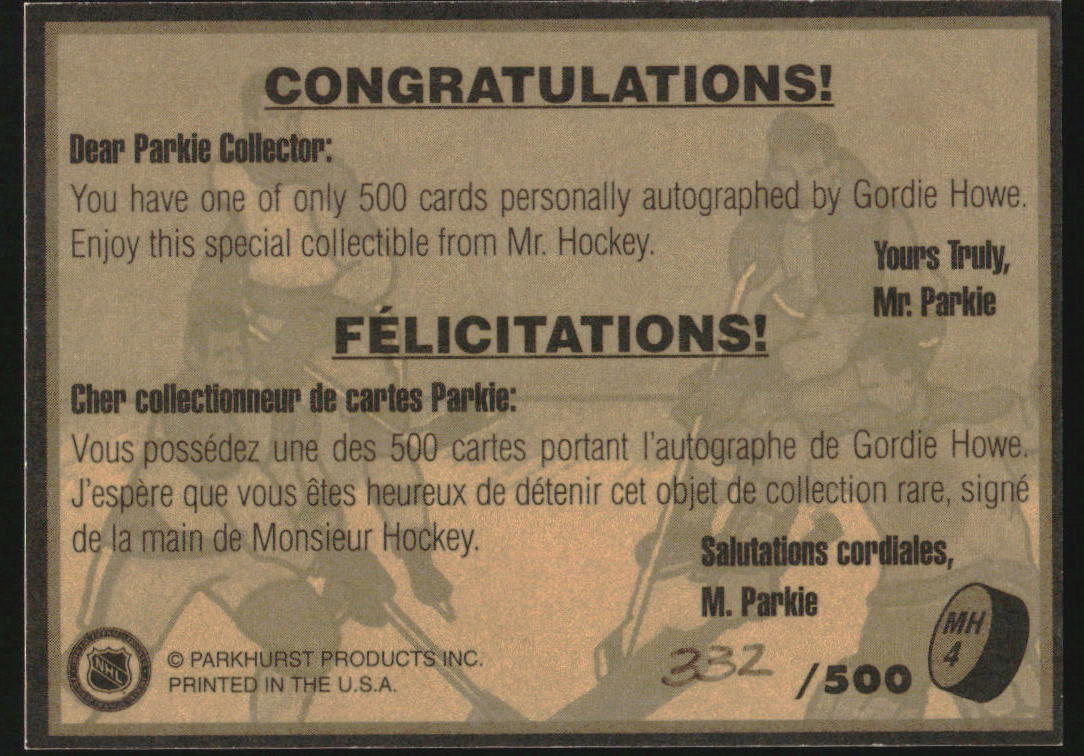 CONGRATULATIONS!
Dear Parkie Collector:
You have one of only 500 cards personally autographed by Gordie Howe.
Enjoy this special collectible from Mr. Hockey.
Yours Truly,
Mr. Parkie
FÉLICITATIONS!
Cher collectionneur de cartes Parkie:
Vous possédez une des 500 cartes portant l'autographe de Gordie Howe.
J'espère que vous êtes heureux de détenir cet objet de collection rare, signé
de la main de Monsieur Hockey.
Salutations cordiales,
M. Parkie
MH
4
NHL
© PARKHURST PRODUCTS INC.
PRINTED IN THE U.S.A.
332 /500